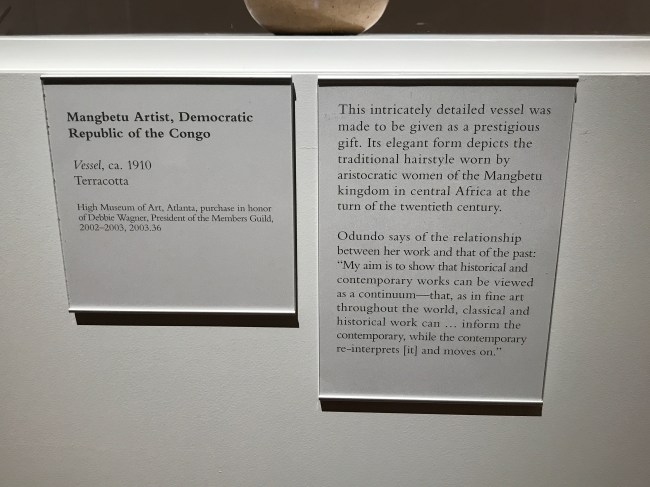 Mangbetu Artist, Democratic
Republic of the Congo
Vessel, ca. 1910
Terracotta
High Museum of Art, Atlanta, purchase in honor
of Debbie Wagner, President of the Members Guild,
2002–2003, 2003.36
This intricately detailed vessel was
made to be given as a prestigious
gift. Its elegant form depicts the
traditional hairstyle worn by
aristocratic women of the Mangbetu
kingdom in central Africa at the
turn of the twentieth century.
Odundo says of the relationship
between her work and that of the past:
“My aim is to show that historical and
contemporary works can be viewed
as a continuum—that, as in fine art
throughout the world, classical and
historical work can … inform the
contemporary, while the contemporary
re-interprets [it] and moves on.”